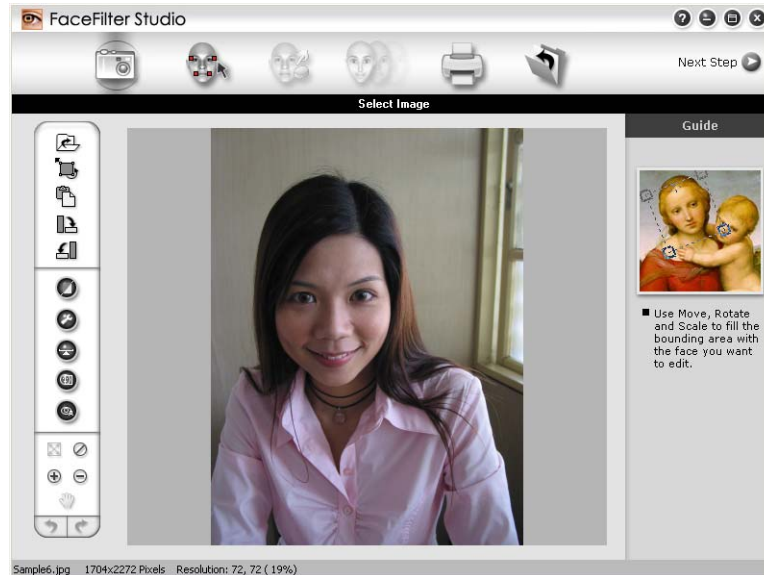 FaceFilter Studio
Next Step
Select Image
Guide
Use Move, Rotate
and Scale to fill the
bounding area with
the face you want
to edit.
Sample6.jpg 1704x2272 Pixels Resolution: 72, 72 ( 19%)